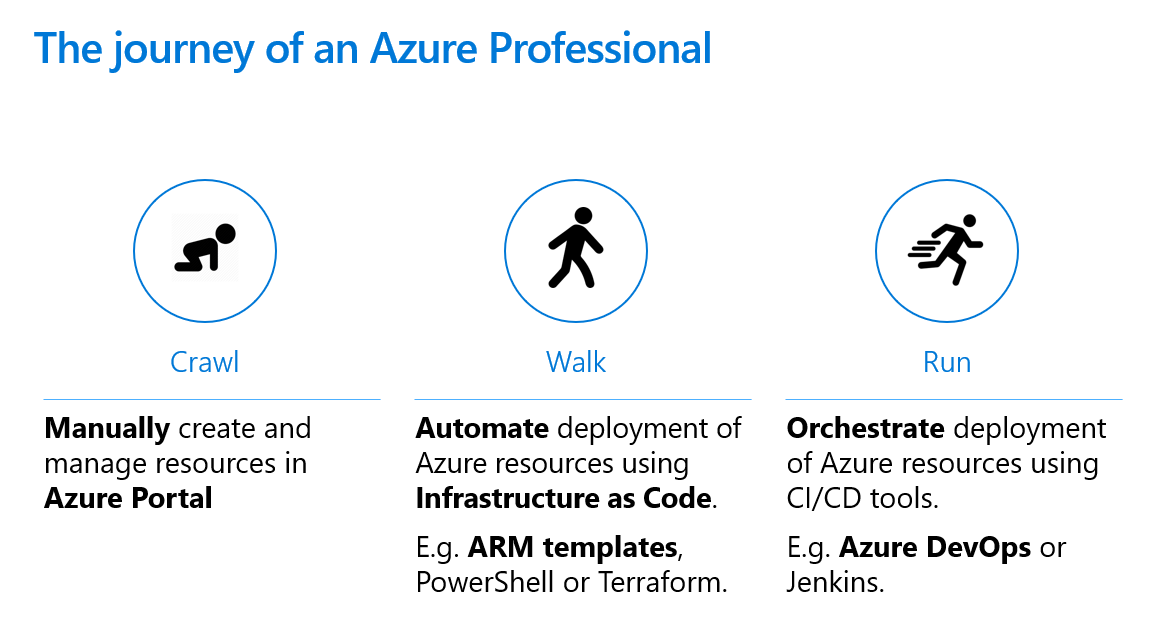 The journey of an Azure Professional
Crawl
Manually create and
manage resources in
Azure Portal
Walk
Automate deployment of
Azure resources using
Infrastructure as Code.
E.g. ARM templates,
PowerShell or Terraform.
Run
Orchestrate deployment
of Azure resources using
CI/CD tools.
E.g. Azure DevOps or
Jenkins.